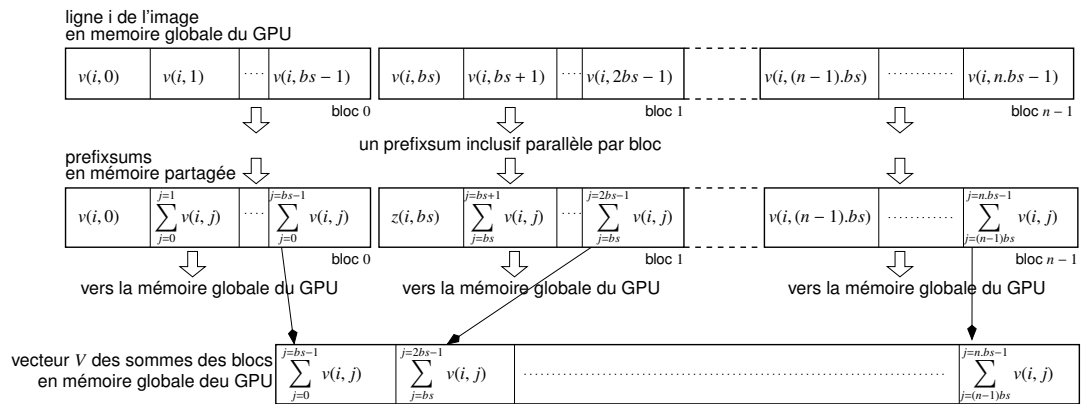 ligne i de l'image
en memoire globale du GPU
v(i, 0) v(i, 1) ···· v(i, bs − 1) v(i, bs) v(i, bs + 1) ···· v(i, 2bs − 1) v(i, (n − 1).bs) ············ v(i, n.bs − 1)
bloc 0 bloc 1 bloc n − 1
un prefixsum inclusif parallèle par bloc
prefixsums
en mémoire partagée
v(i, 0) ∑_{j=0}^{j=1} v(i, j) ···· ∑_{j=0}^{j=bs−1} v(i, j) z(i, bs) ∑_{j=bs}^{j=bs+1} v(i, j) ···· ∑_{j=bs}^{j=2bs−1} v(i, j) v(i, (n − 1).bs) ············ ∑_{j=(n−1)bs}^{j=n.bs−1} v(i, j)
bloc 0 bloc 1 bloc n − 1
vers la mémoire globale du GPU vers la mémoire globale du GPU vers la mémoire globale du GPU
vecteur V des sommes des blocs
en mémoire globale deu GPU
∑_{j=0}^{j=bs−1} v(i, j) ∑_{j=bs}^{j=2bs−1} v(i, j) ············ ∑_{j=(n−1)bs}^{j=n.bs−1} v(i, j)